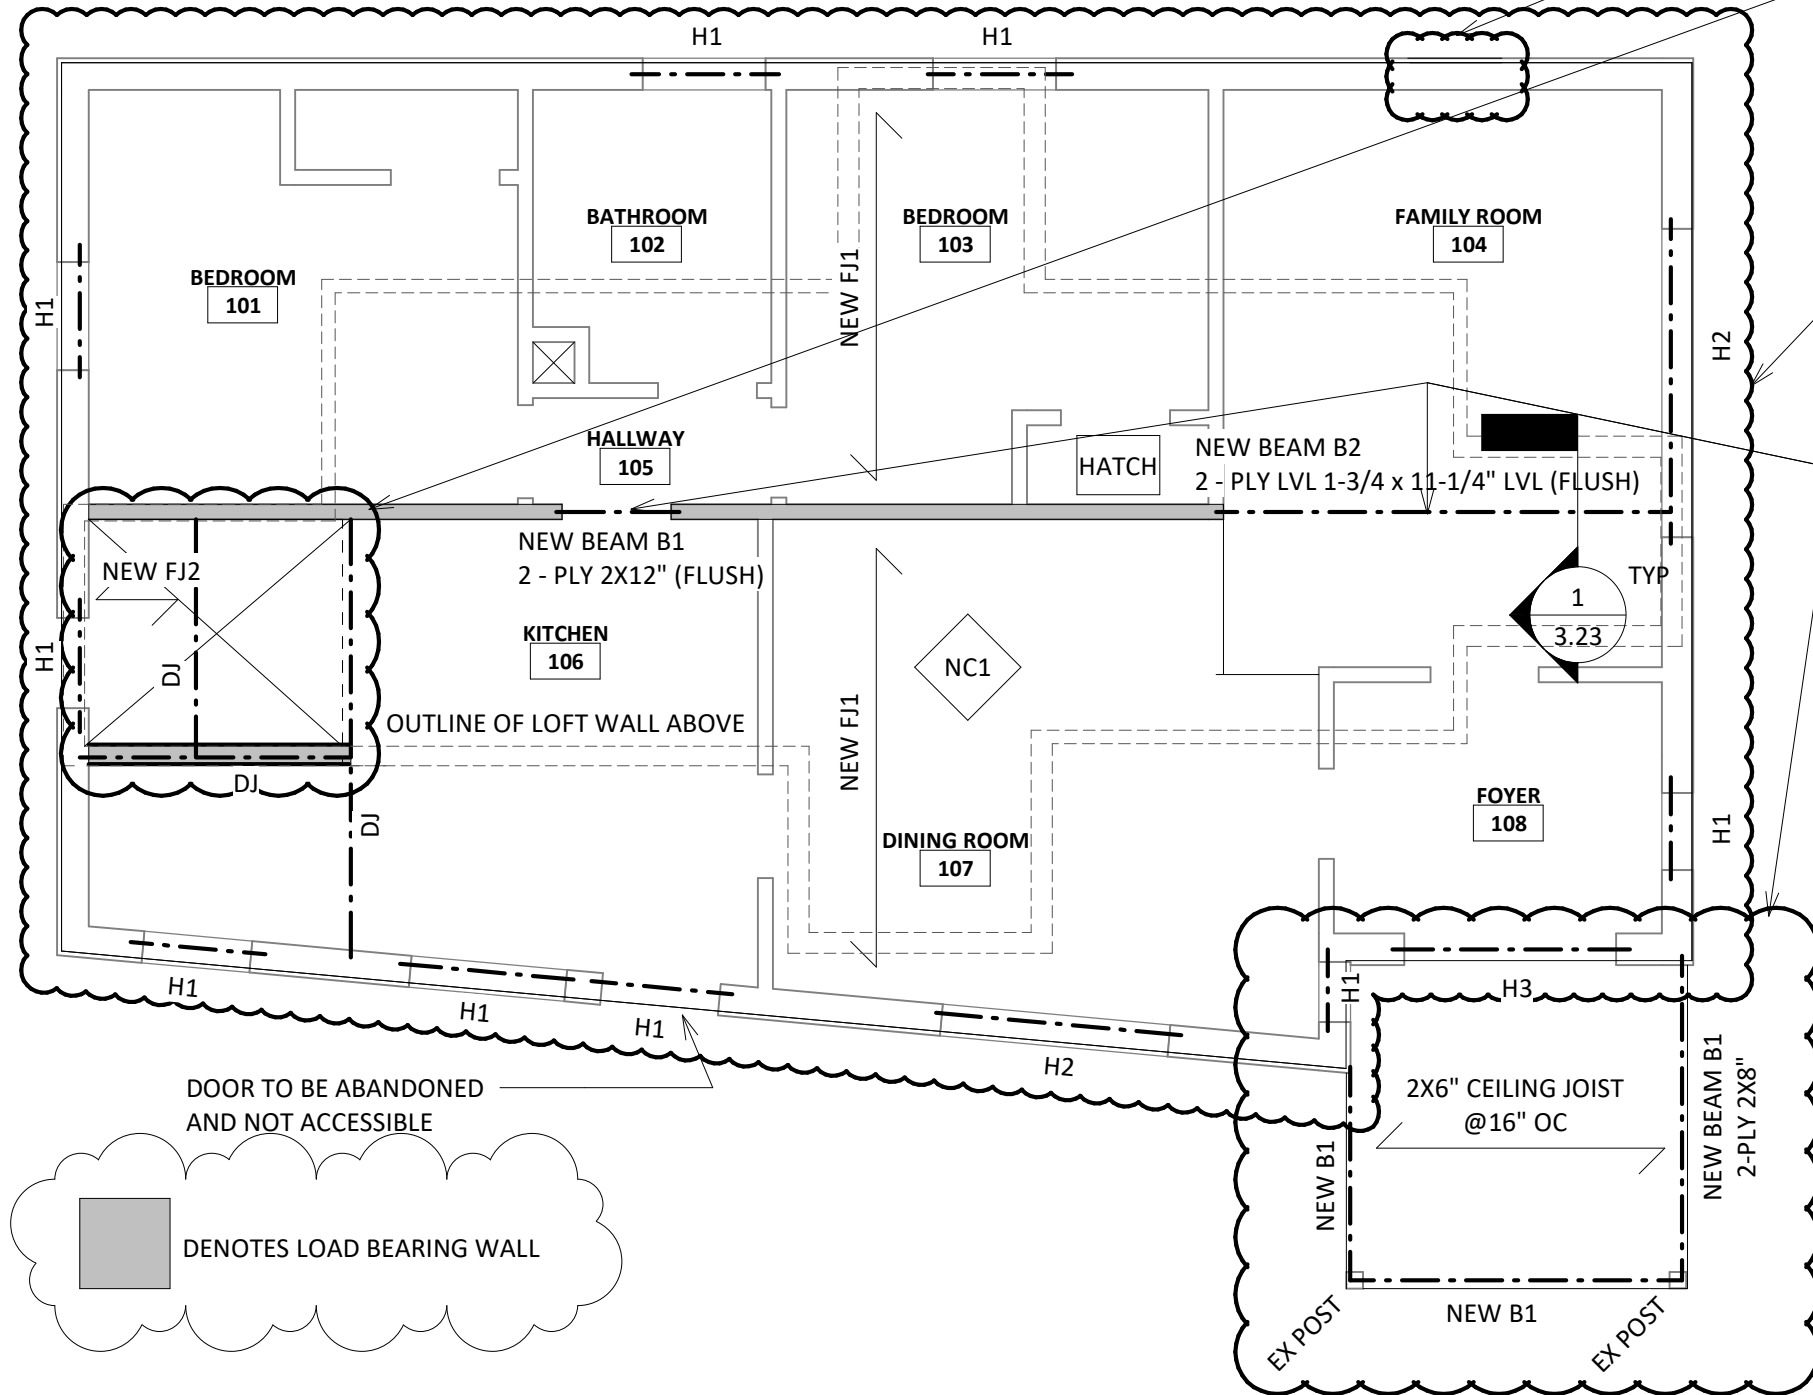 H1
H1
BATHROOM
102
BEDROOM
103
FAMILY ROOM
104
BEDROOM
101
H1
NEW FJ1
H2
HALLWAY
105
HATCH
NEW BEAM B2
2 - PLY LVL 1-3/4 x 11-1/4" LVL (FLUSH)
NEW BEAM B1
2 - PLY 2X12" (FLUSH)
NEW FJ2
TYP
1
3.23
H1
DJ
KITCHEN
106
NC1
OUTLINE OF LOFT WALL ABOVE
NEW FJ1
DJ
DJ
FOYER
108
H1
DINING ROOM
107
H1
H1
H1
H2
H1
H3
DOOR TO BE ABANDONED
AND NOT ACCESSIBLE
2X6" CEILING JOIST
@16" OC
NEW BEAM B1
2-PLY 2X8"
NEW B1
DENOTES LOAD BEARING WALL
NEW B1
EX POST
EX POST